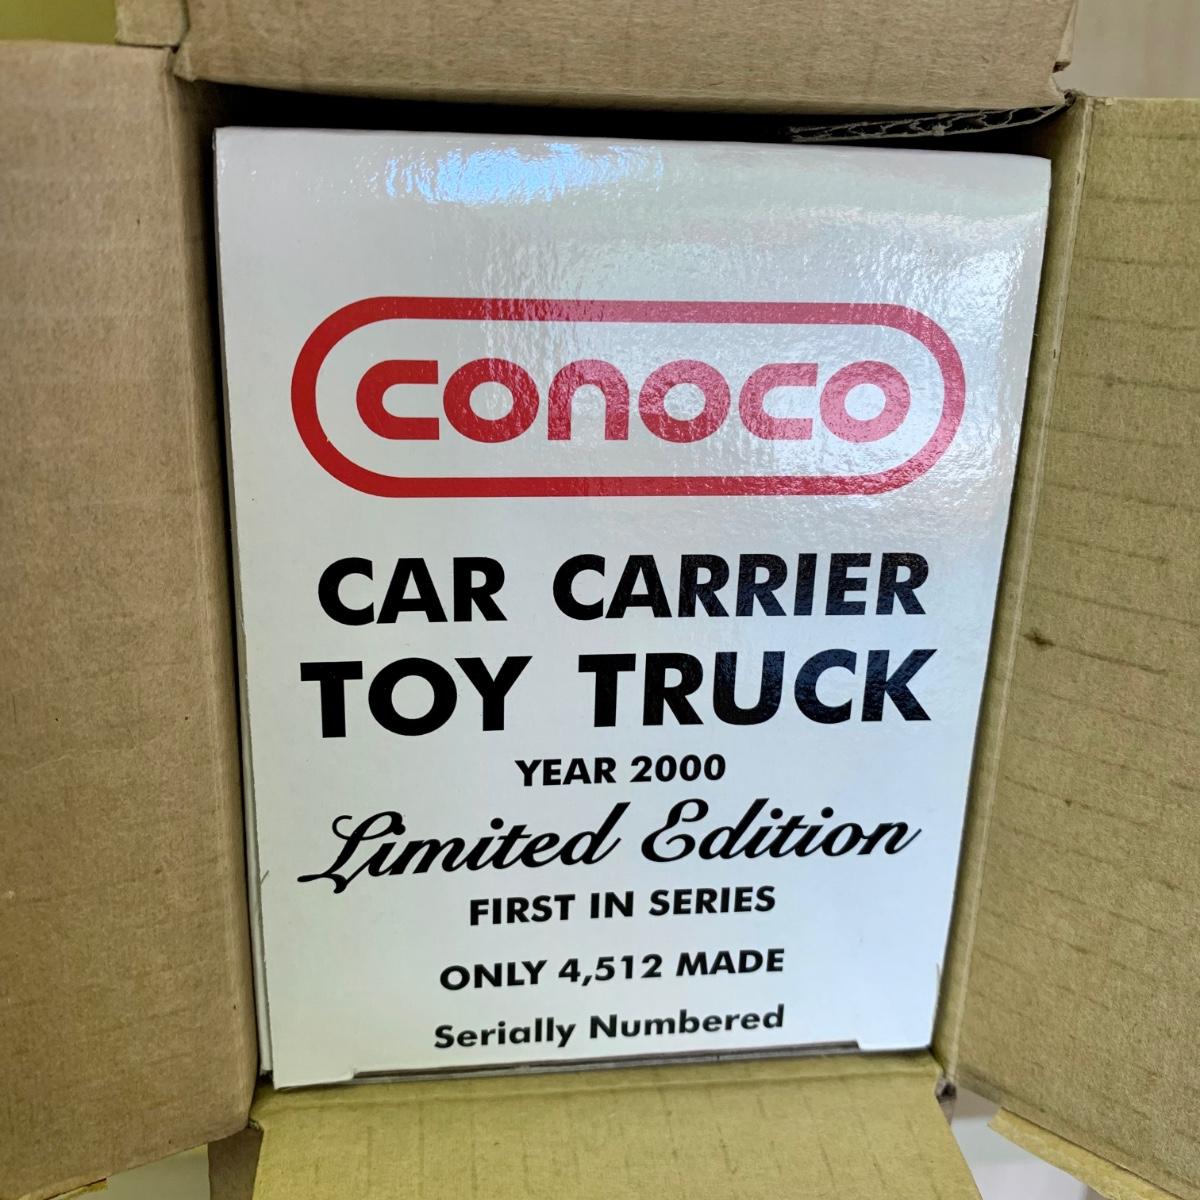 CONOCO
CAR CARRIER
TOY TRUCK
YEAR 2000
Limited Edition
FIRST IN SERIES
ONLY 4,512 MADE
Serially Numbered